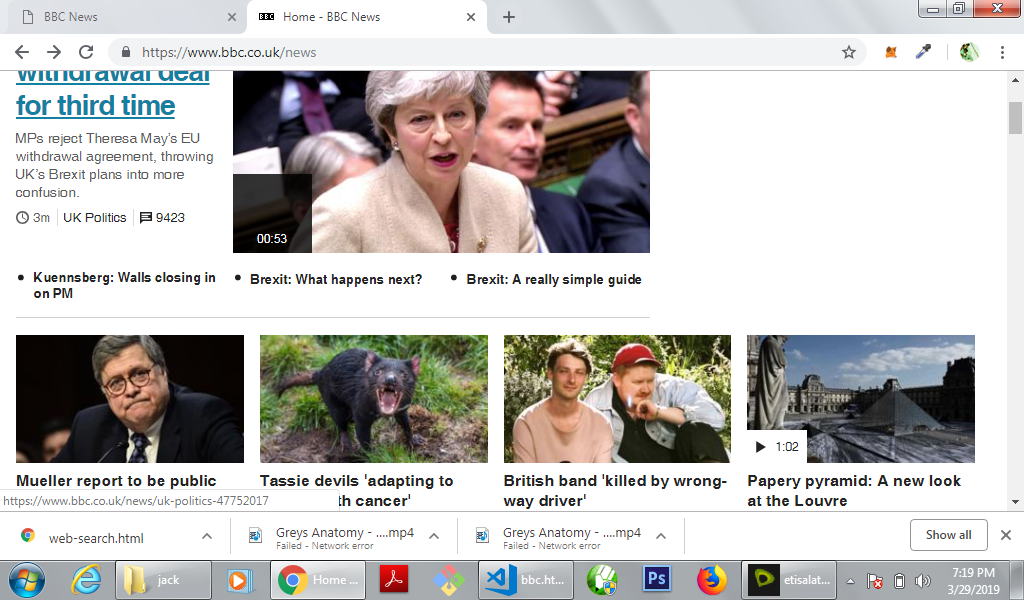 BBC News
BBC Home - BBC News
https://www.bbc.co.uk/news
withdrawal deal
for third time
MPs reject Theresa May's EU
withdrawal agreement, throwing
UK's Brexit plans into more
confusion.
3m UK Politics 9423
00:53
Kuennsberg: Walls closing in
on PM
Brexit: What happens next?
Brexit: A really simple guide
1:02
Mueller report to be public
Tassie devils 'adapting to
th cancer'
British band 'killed by wrong-
way driver'
Papery pyramid: A new look
at the Louvre
https://www.bbc.co.uk/news/uk-politics-47752017
web-search.html
Greys Anatomy - ....mp4
Failed - Network error
Greys Anatomy - ....mp4
Failed - Network error
Show all
jack
Home ...
bbc.ht...
Ps
etisalat...
7:19 PM
3/29/2019